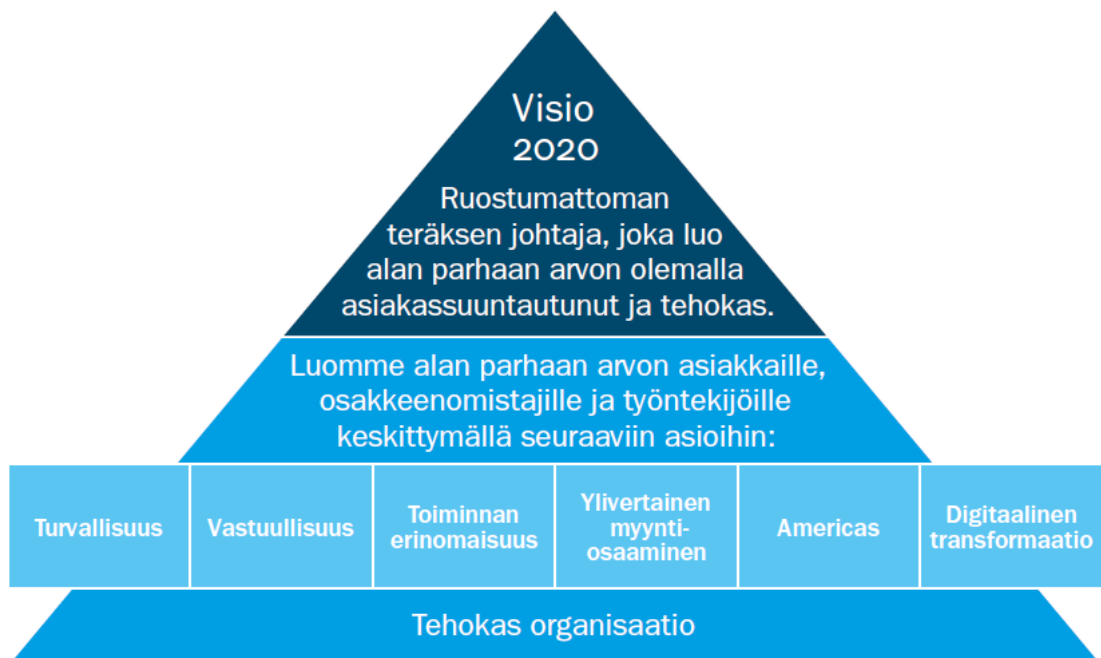 Visio
2020
Ruostumattoman
teräksen johtaja, joka luo
alan parhaan arvon olemalla
asiakassuuntautunut ja tehokas.
Luomme alan parhaan arvon asiakkaille,
osakkeenomistajille ja työntekijöille
keskittymällä seuraaviin asioihin:
Turvallisuus
Vastuullisuus
Toiminnan
erinomaisuus
Ylivertainen
myynti-
osaaminen
Americas
Digitaalinen
transformaatio
Tehokas organisaatio